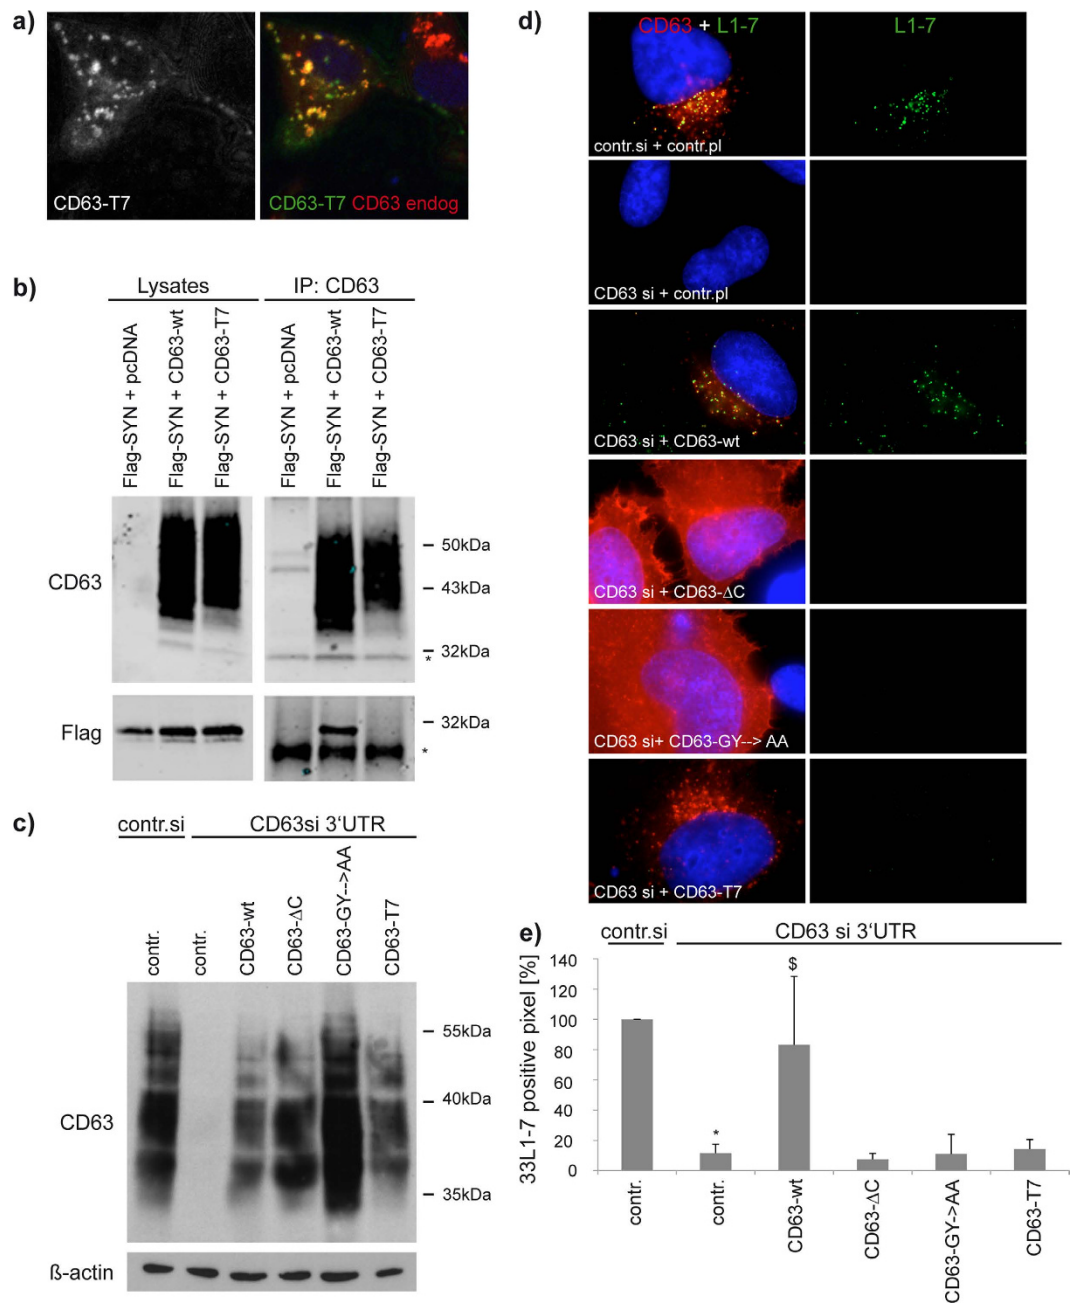 a)
CD63-T7
CD63-T7 CD63 endog
b)
Lysates
IP: CD63
Flag-SYN + pcDNA
Flag-SYN + CD63-wt
Flag-SYN + CD63-T7
Flag-SYN + pcDNA
Flag-SYN + CD63-wt
Flag-SYN + CD63-T7
CD63
50kDa
43kDa
32kDa
*
Flag
32kDa
*
c)
contr.si
CD63si 3'UTR
contr.
contr.
CD63-wt
CD63-ΔC
CD63-GY-->AA
CD63-T7
CD63
55kDa
40kDa
35kDa
ß-actin
d)
CD63 + L1-7
L1-7
contr.si + contr.pl
CD63 si + contr.pl
CD63 si + CD63-wt
CD63 si + CD63-ΔC
CD63 si+ CD63-GY--> AA
CD63 si + CD63-T7
e)
contr.si
CD63 si 3'UTR
33L1-7 positive pixel [%]
140
120
100
80
60
40
20
0
*
$
contr.
contr.
CD63-wt
CD63-ΔC
CD63-GY->AA
CD63-T7